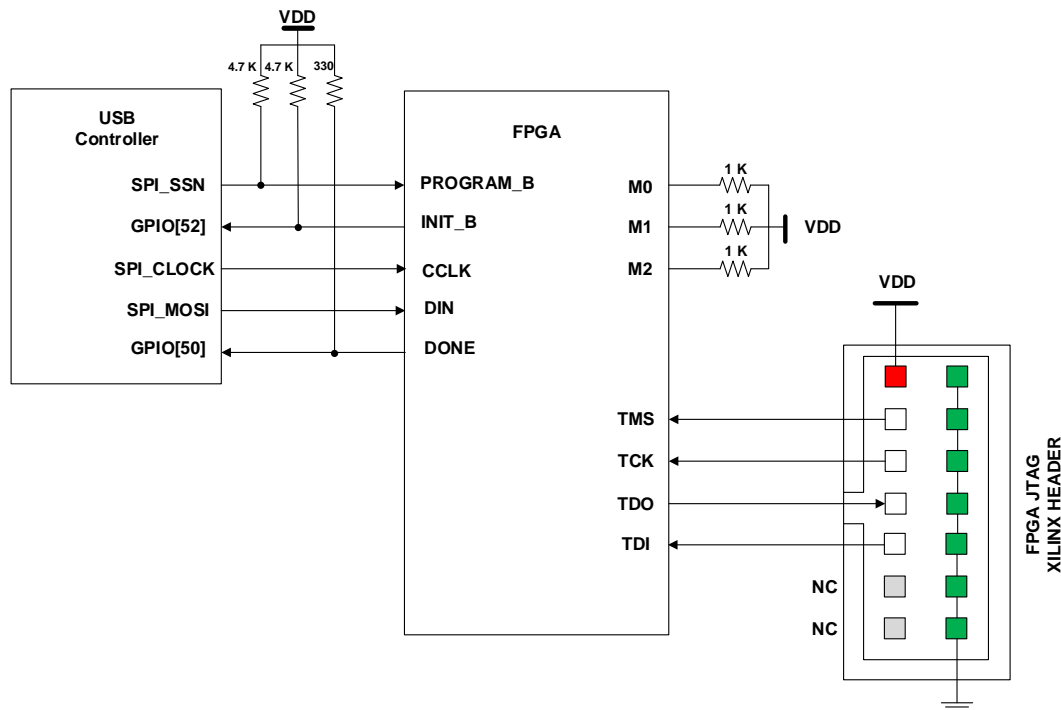 VDD
4.7 K 4.7 K 330
USB
Controller
FPGA
SPI_SSN
PROGRAM_B
GPIO[52]
INIT_B
SPI_CLOCK
CCLK
SPI_MOSI
DIN
GPIO[50]
DONE
M0
1 K
M1
1 K
M2
1 K
VDD
VDD
TMS
TCK
TDO
TDI
NC
NC
FPGA JTAG
XILINX HEADER